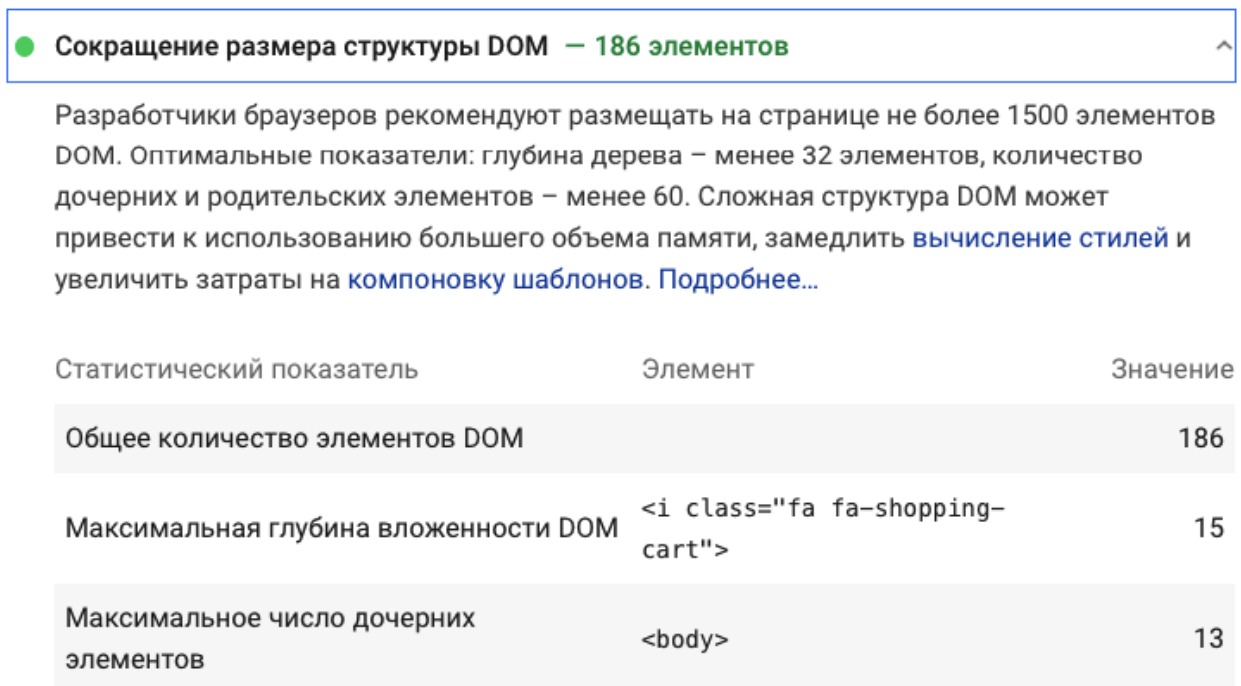 Сокращение размера структуры DOM — 186 элементов
Разработчики браузеров рекомендуют размещать на странице не более 1500 элементов
DOM. Оптимальные показатели: глубина дерева – менее 32 элементов, количество
дочерних и родительских элементов – менее 60. Сложная структура DOM может
привести к использованию большего объема памяти, замедлить вычисление стилей и
увеличить затраты на компоновку шаблонов. Подробнее…
Статистический показатель Элемент Значение
Общее количество элементов DOM 186
Максимальная глубина вложенности DOM <i class="fa fa-shopping-
cart"> 15
Максимальное число дочерних
элементов <body> 13